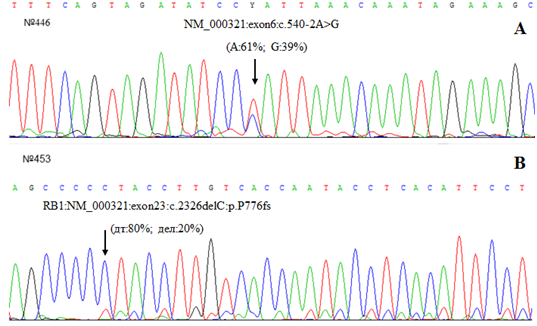 T T T C A G T A G A T A T C C Y A T T A A A C A A A T A G A A A G C
№446
NM_000321:exon6:c.540-2A>G
A
(A:61%; G:39%)
№453
B
A G C C C C C T A C C T T G T C A C C A A T A C C T C A C A T T C C T
RB1:NM_000321:exon23:c.2326delC:p.P776fs
(дт:80%; дел:20%)